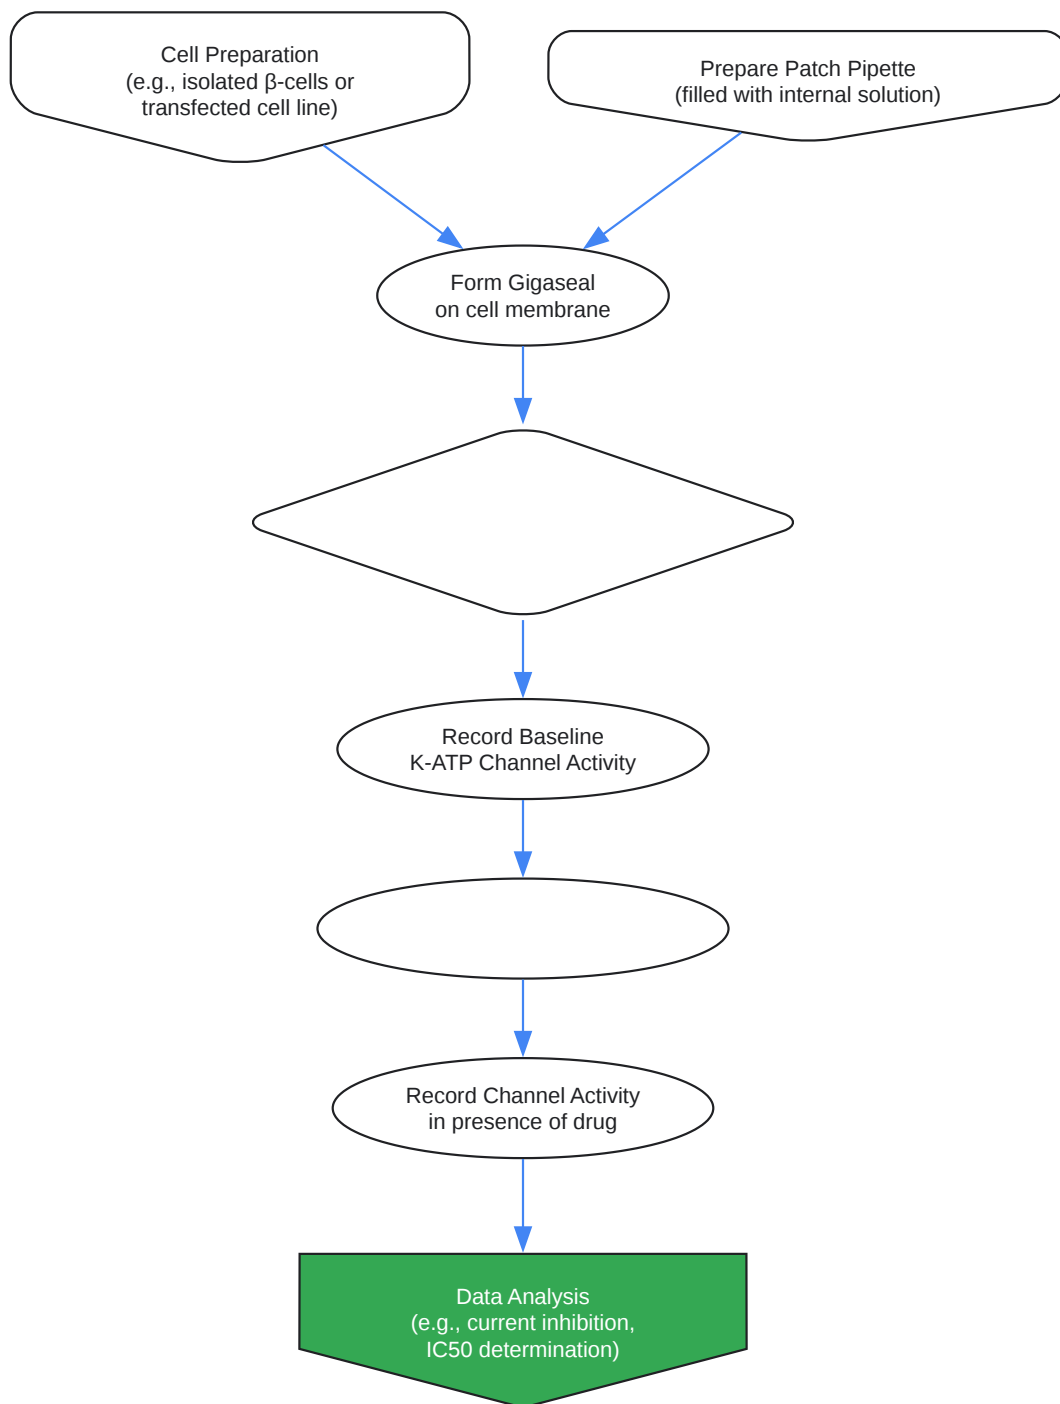 Cell Preparation
(e.g., isolated β-cells or
transfected cell line)
Prepare Patch Pipette
(filled with internal solution)
Form Gigaseal
on cell membrane
Record Baseline
K-ATP Channel Activity
Record Channel Activity
in presence of drug
Data Analysis
(e.g., current inhibition,
IC50 determination)